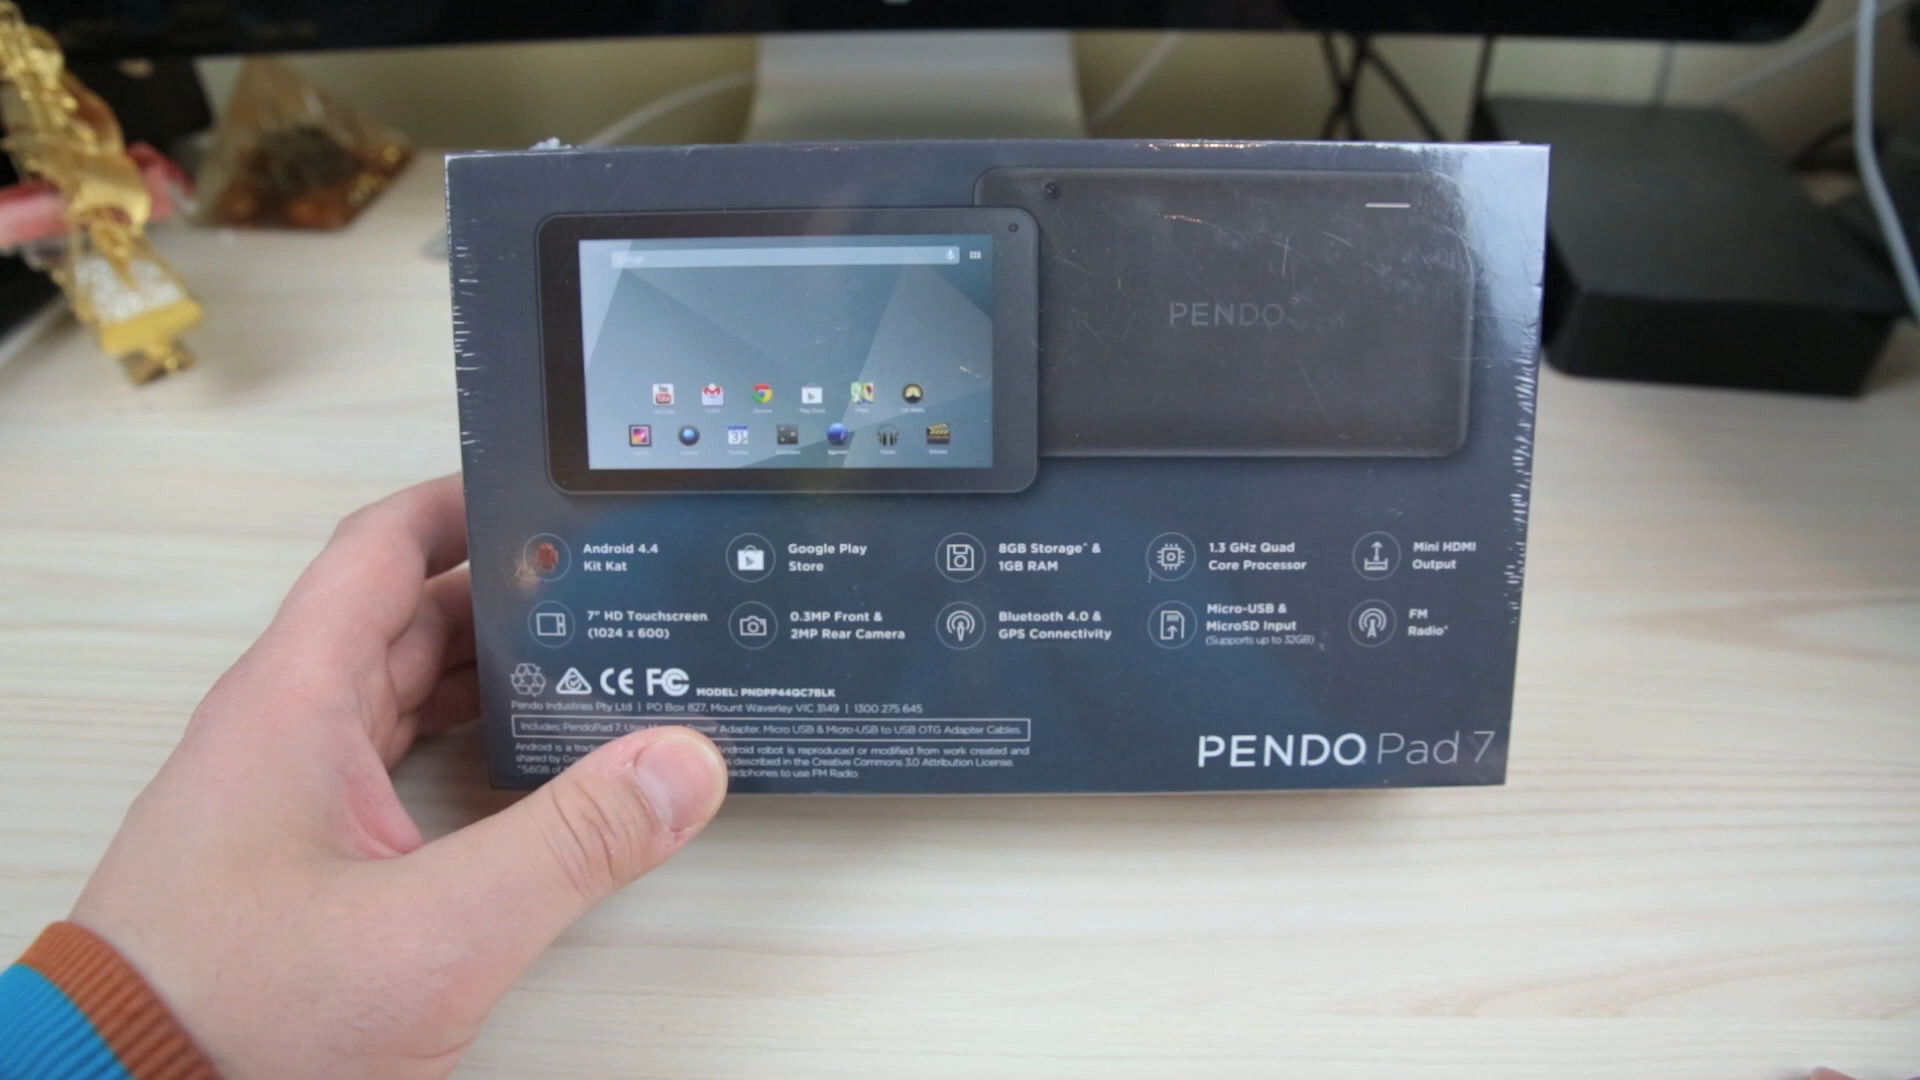 Google
PENDO
Android 4.4
Kit Kat
Google Play
Store
8GB Storage^ &
1GB RAM
1.3 GHz Quad
Core Processor
Mini HDMI
Output
7" HD Touchscreen
(1024 x 600)
0.3MP Front &
2MP Rear Camera
Bluetooth 4.0 &
GPS Connectivity
Micro-USB &
MicroSD Input
(Supports up to 32GB)
FM
Radio*
CE FC MODEL: PNDPP44QC7BLK
Pendo Industries Pty Ltd | PO Box 827, Mount Waverley VIC 3149 | 1300 275 645
Includes: PendoPad 7, Adapter, Micro USB & Micro-USB to USB OTG Adapter Cables.
Android is a Android robot is reproduced or modified from work created and
shared by described in the Creative Commons 3.0 Attribution License.
to use FM Radio.
PENDO Pad 7